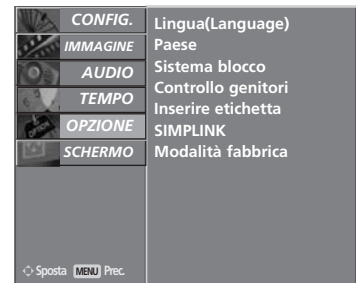 CONFIG.
IMMAGINE
AUDIO
TEMPO
OPZIONE
SCHERMO
Lingua(Language)
Paese
Sistema blocco
Controllo genitori
Inserire etichetta
SIMPLINK
Modalità fabbrica
Sposta MENU Prec.